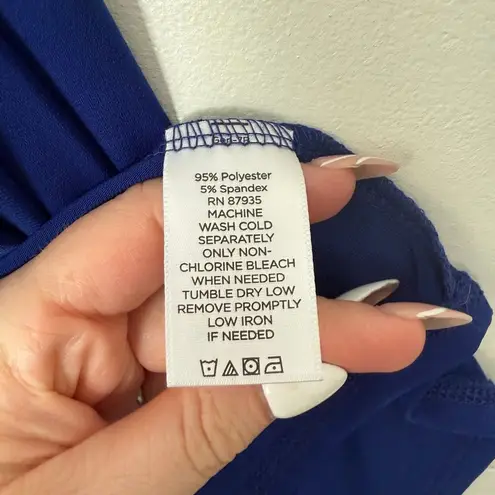 95% Polyester
5% Spandex
RN 87935
MACHINE
WASH COLD
SEPARATELY
ONLY NON-
CHLORINE BLEACH
WHEN NEEDED
TUMBLE DRY LOW
REMOVE PROMPTLY
LOW IRON
IF NEEDED